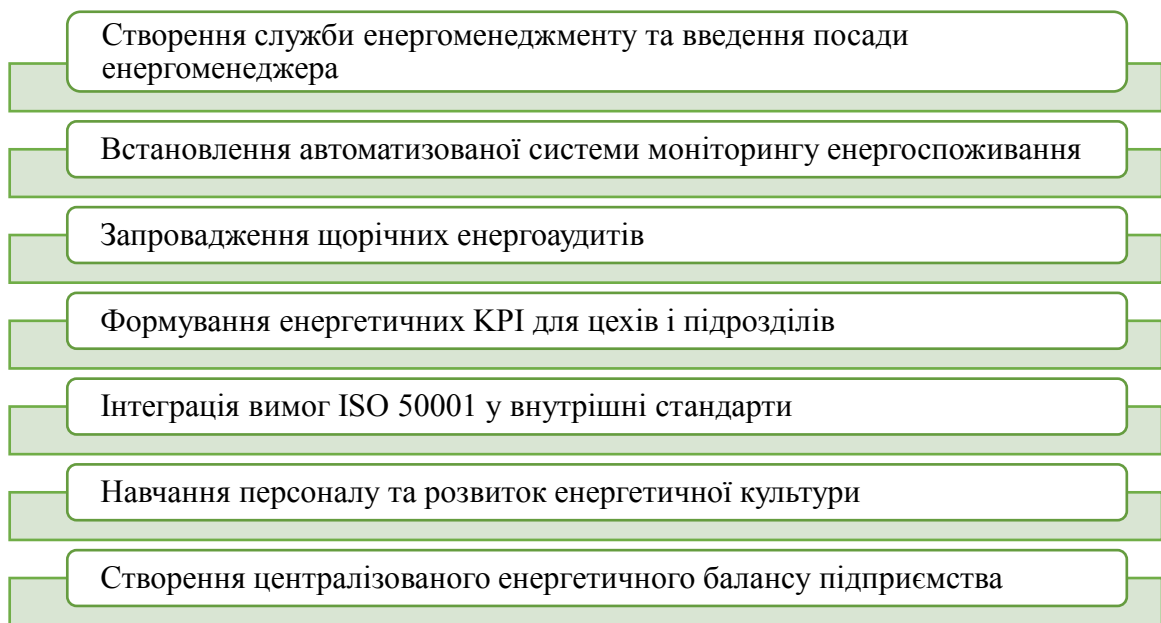 Створення служби енергоменеджменту та введення посади
енергоменеджера
Встановлення автоматизованої системи моніторингу енергоспоживання
Запровадження щорічних енергоаудитів
Формування енергетичних KPI для цехів і підрозділів
Інтеграція вимог ISO 50001 у внутрішні стандарти
Навчання персоналу та розвиток енергетичної культури
Створення централізованого енергетичного балансу підприємства